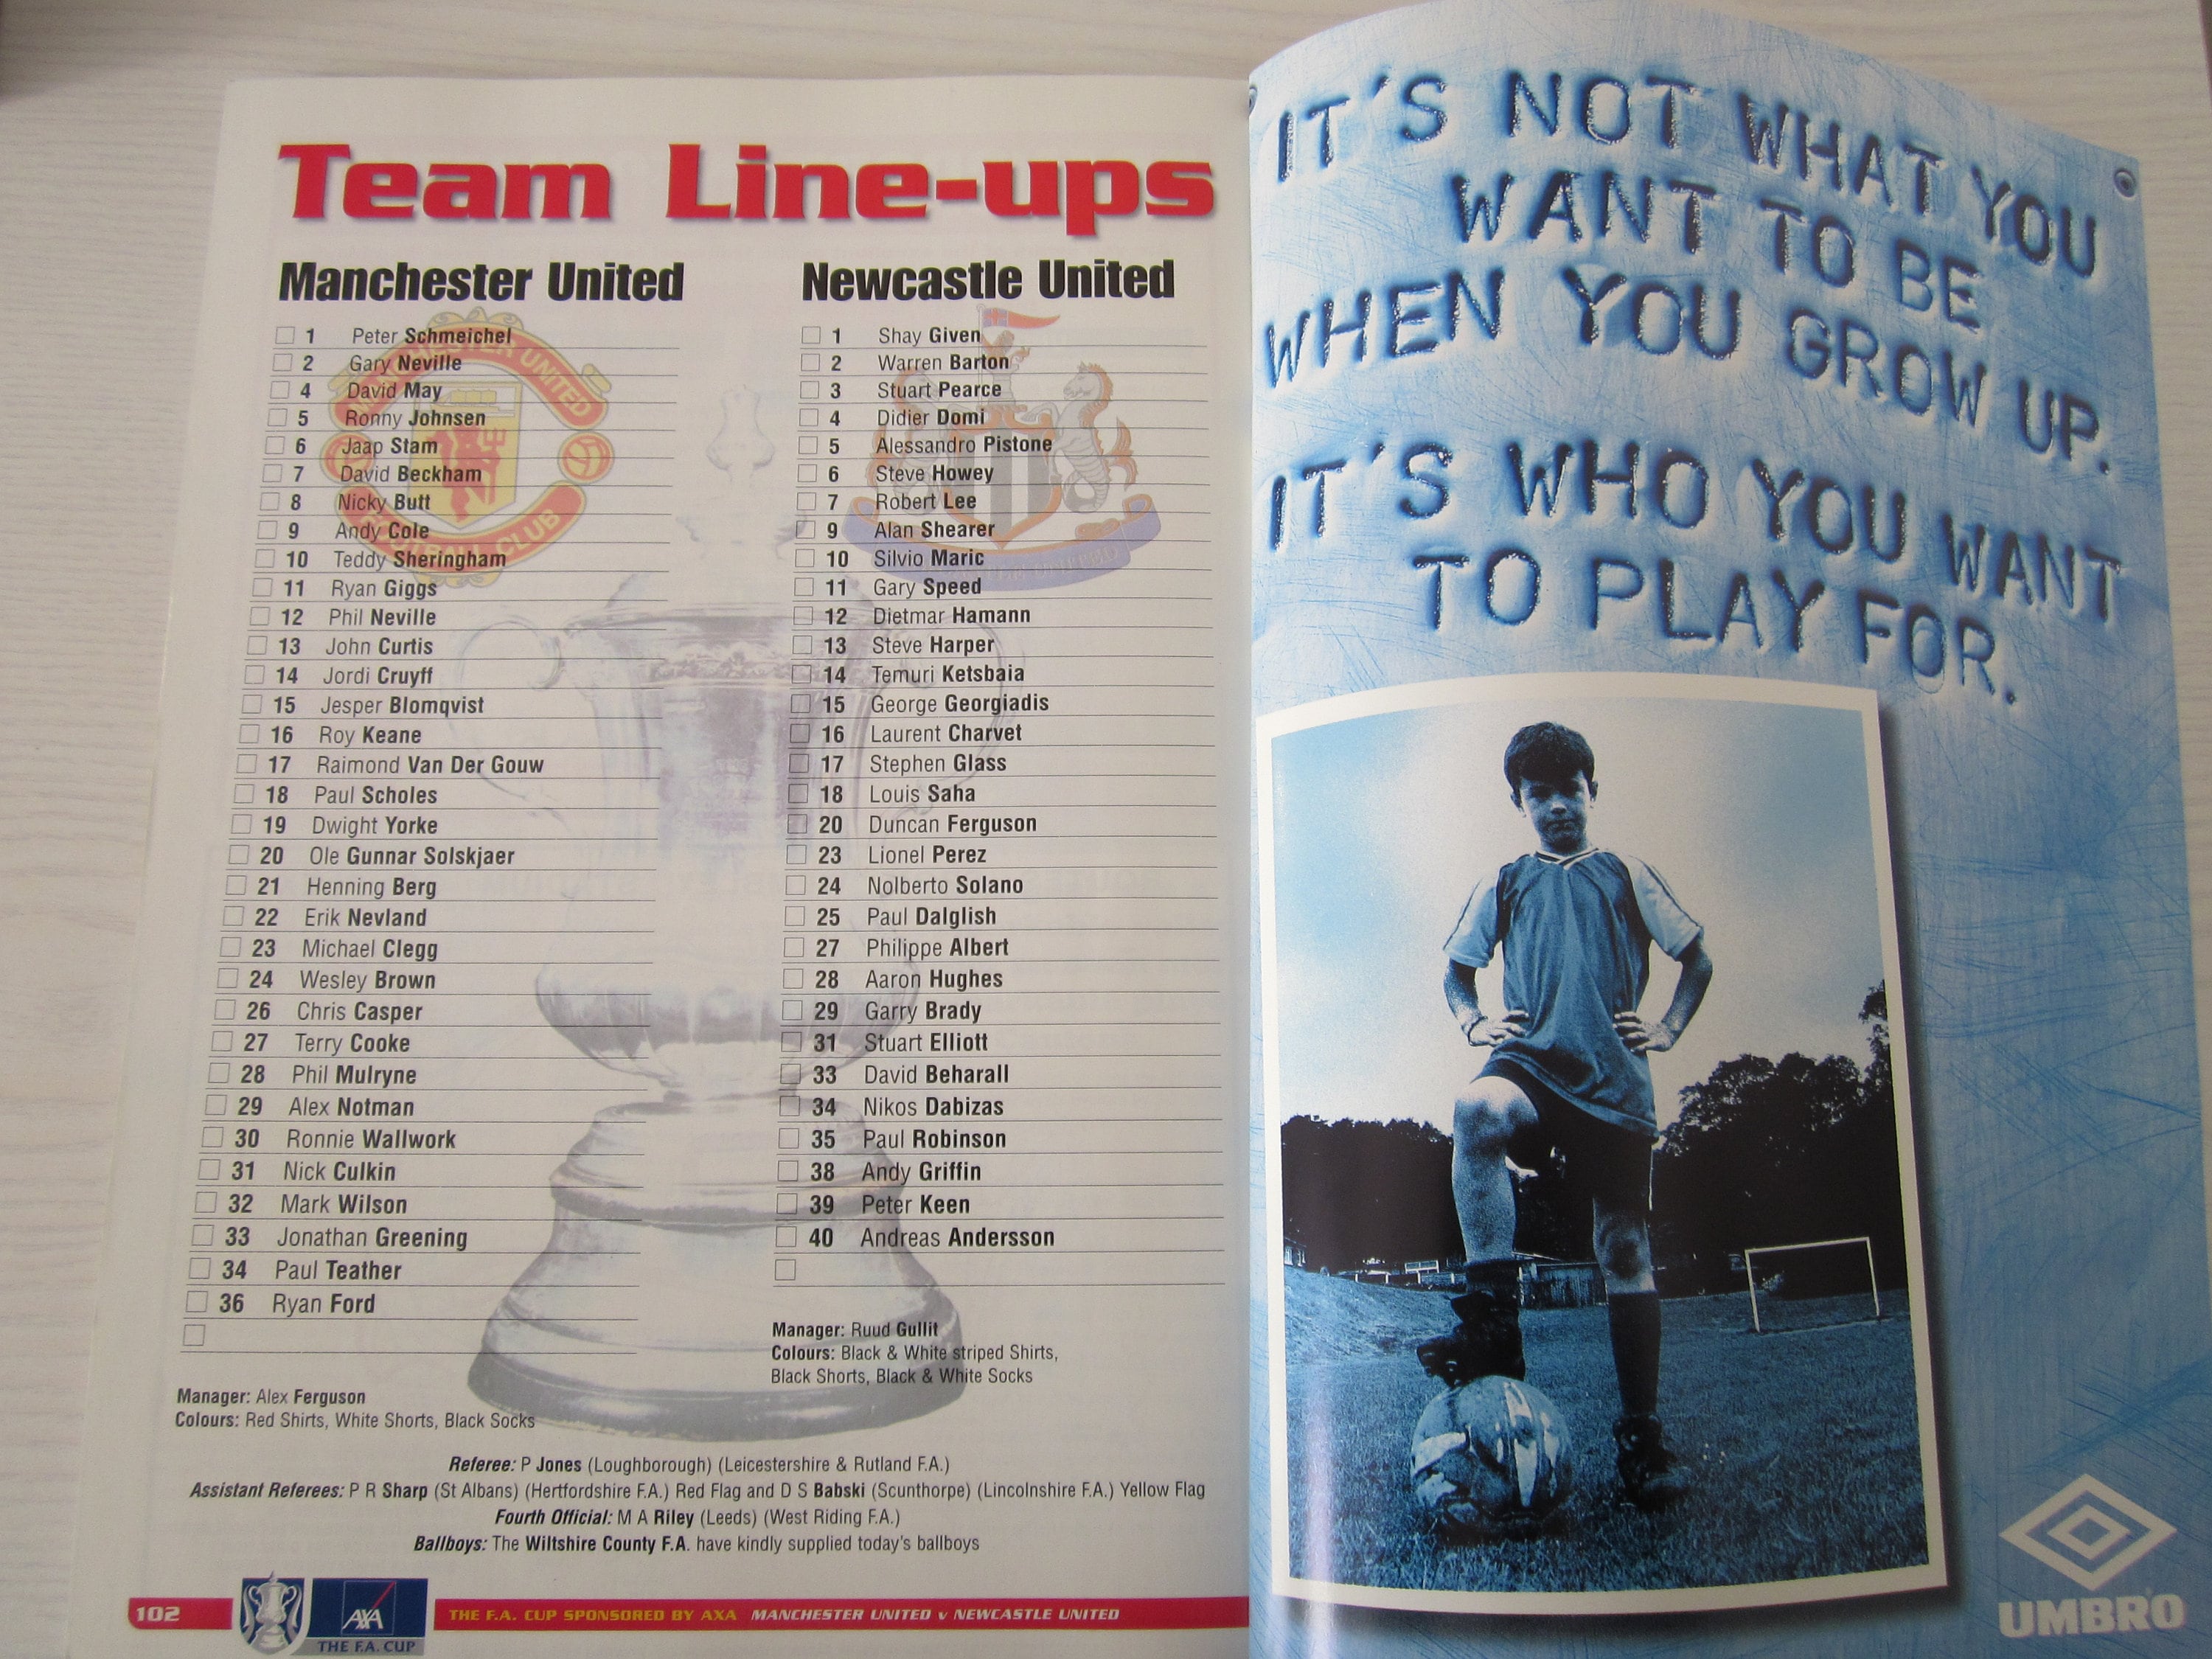 Team Line-ups
Manchester United
1 Peter Schmeichel
2 Gary Neville
4 David May
5 Ronny Johnsen
6 Jaap Stam
7 David Beckham
8 Nicky Butt
9 Andy Cole
10 Teddy Sheringham
11 Ryan Giggs
12 Phil Neville
13 John Curtis
14 Jordi Cruyff
15 Jesper Blomqvist
16 Roy Keane
17 Raimond Van Der Gouw
18 Paul Scholes
19 Dwight Yorke
20 Ole Gunnar Solskjaer
21 Henning Berg
22 Erik Nevland
23 Michael Clegg
24 Wesley Brown
26 Chris Casper
27 Terry Cooke
28 Phil Mulryne
29 Alex Notman
30 Ronnie Wallwork
31 Nick Culkin
32 Mark Wilson
33 Jonathan Greening
34 Paul Teather
36 Ryan Ford
Manager: Alex Ferguson
Colours: Red Shirts, White Shorts, Black Socks
Newcastle United
1 Shay Given
2 Warren Barton
3 Stuart Pearce
4 Didier Domi
5 Alessandro Pistone
6 Steve Howey
7 Robert Lee
9 Alan Shearer
10 Silvio Maric
11 Gary Speed
12 Dietmar Hamann
13 Steve Harper
14 Temuri Ketsbaia
15 George Georgiadis
16 Laurent Charvet
17 Stephen Glass
18 Louis Saha
20 Duncan Ferguson
23 Lionel Perez
24 Nolberto Solano
25 Paul Dalglish
27 Philippe Albert
28 Aaron Hughes
29 Garry Brady
31 Stuart Elliott
33 David Beharall
34 Nikos Dabizas
35 Paul Robinson
38 Andy Griffin
39 Peter Keen
40 Andreas Andersson
Manager: Ruud Gullit
Colours: Black & White striped Shirts,
Black Shorts, Black & White Socks
MANCHESTER UNITED
FOOTBALL CLUB
Referee: P Jones (Loughborough) (Leicestershire & Rutland F.A.)
Assistant Referees: P R Sharp (St Albans) (Hertfordshire F.A.) Red Flag and D S Babski (Scunthorpe) (Lincolnshire F.A.) Yellow Flag
Fourth Official: M A Riley (Leeds) (West Riding F.A.)
Ballboys: The Wiltshire County F.A. have kindly supplied today's ballboys
102
AXA
THE F.A. CUP
THE F.A. CUP SPONSORED BY AXA MANCHESTER UNITED v NEWCASTLE UNITED
IT'S NOT WHAT YOU
WANT TO BE
WHEN YOU GROW UP.
IT'S WHO YOU WANT
TO PLAY FOR.
UMBRO